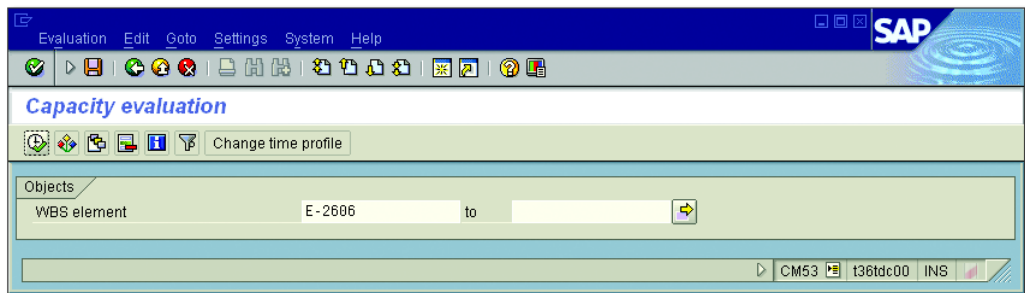 Evaluation Edit Goto Settings System Help
SAP
Capacity evaluation
Change time profile
Objects
WBS element E-2606 to
CM53 t36tdc00 INS